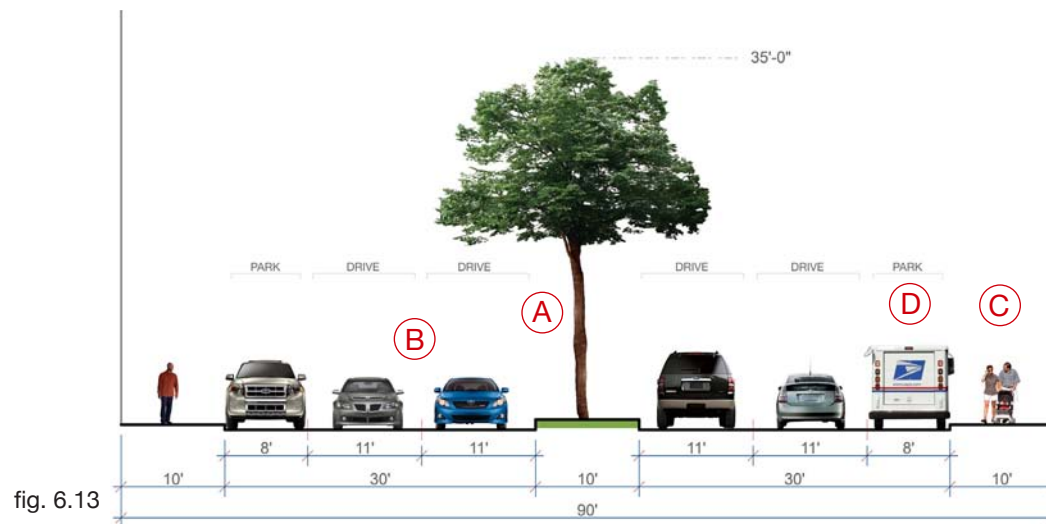 35'-0"
PARK DRIVE DRIVE DRIVE DRIVE PARK
A
B
C
D
8' 11' 11' 11' 11' 8'
10' 30' 10' 30' 10'
90'
fig. 6.13